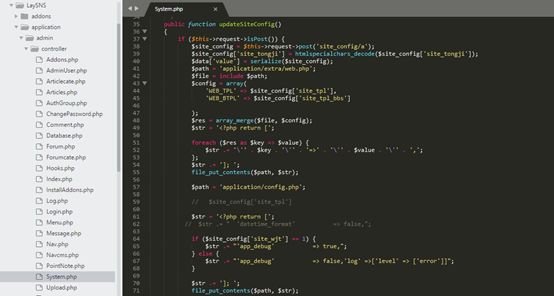 LaySNS
addons
application
admin
controller
Addons.php
AdminUser.php
Articlecate.php
Articles.php
AuthGroup.php
ChangePassword.php
Comment.php
Database.php
Forum.php
Forumcate.php
Hooks.php
Index.php
InstallAddons.php
Log.php
Login.php
Menu.php
Message.php
Nav.php
Navcms.php
PointNote.php
System.php
Upload.php
System.php
34
35 public function updateSiteConfig()
36 {
37 if ($this->request->isPost()) {
38 $site_config = $this->request->post('site_config/a');
39 $site_config['site_tongji'] = htmlspecialchars_decode($site_config['site_tongji']);
40 $data['value'] = serialize($site_config);
41 $path = 'application/extra/web.php';
42 $file = include $path;
43 $config = array(
44 'WEB_TPL' => $site_config['site_tpl'],
45 'WEB_BTPL' => $site_config['site_tpl_bbs']
46
47 );
48 $res = array_merge($file, $config);
49 $str = '<?php return [';
50
51 foreach ($res as $key => $value) {
52 $str .= '\'' . $key . '\'' . '=>' . '\'' . $value . '\'' . ',';
53 };
54 $str .= ']; ';
55 file_put_contents($path, $str);
56
57 $path = 'application/config.php';
58
59 // $site_config['site_tpl']
60
61 $str = '<?php return [';
62 // $str .= " 'datetime_format' => false,";
63
64 if ($site_config['site_wjt'] == 1) {
65 $str .= "'app_debug' => true,";
66 } else {
67 $str .= "'app_debug' => false,'log' =>['level' => ['error']]";
68 }
69
70 $str .= ']; ';
71 file_put_contents($path, $str);